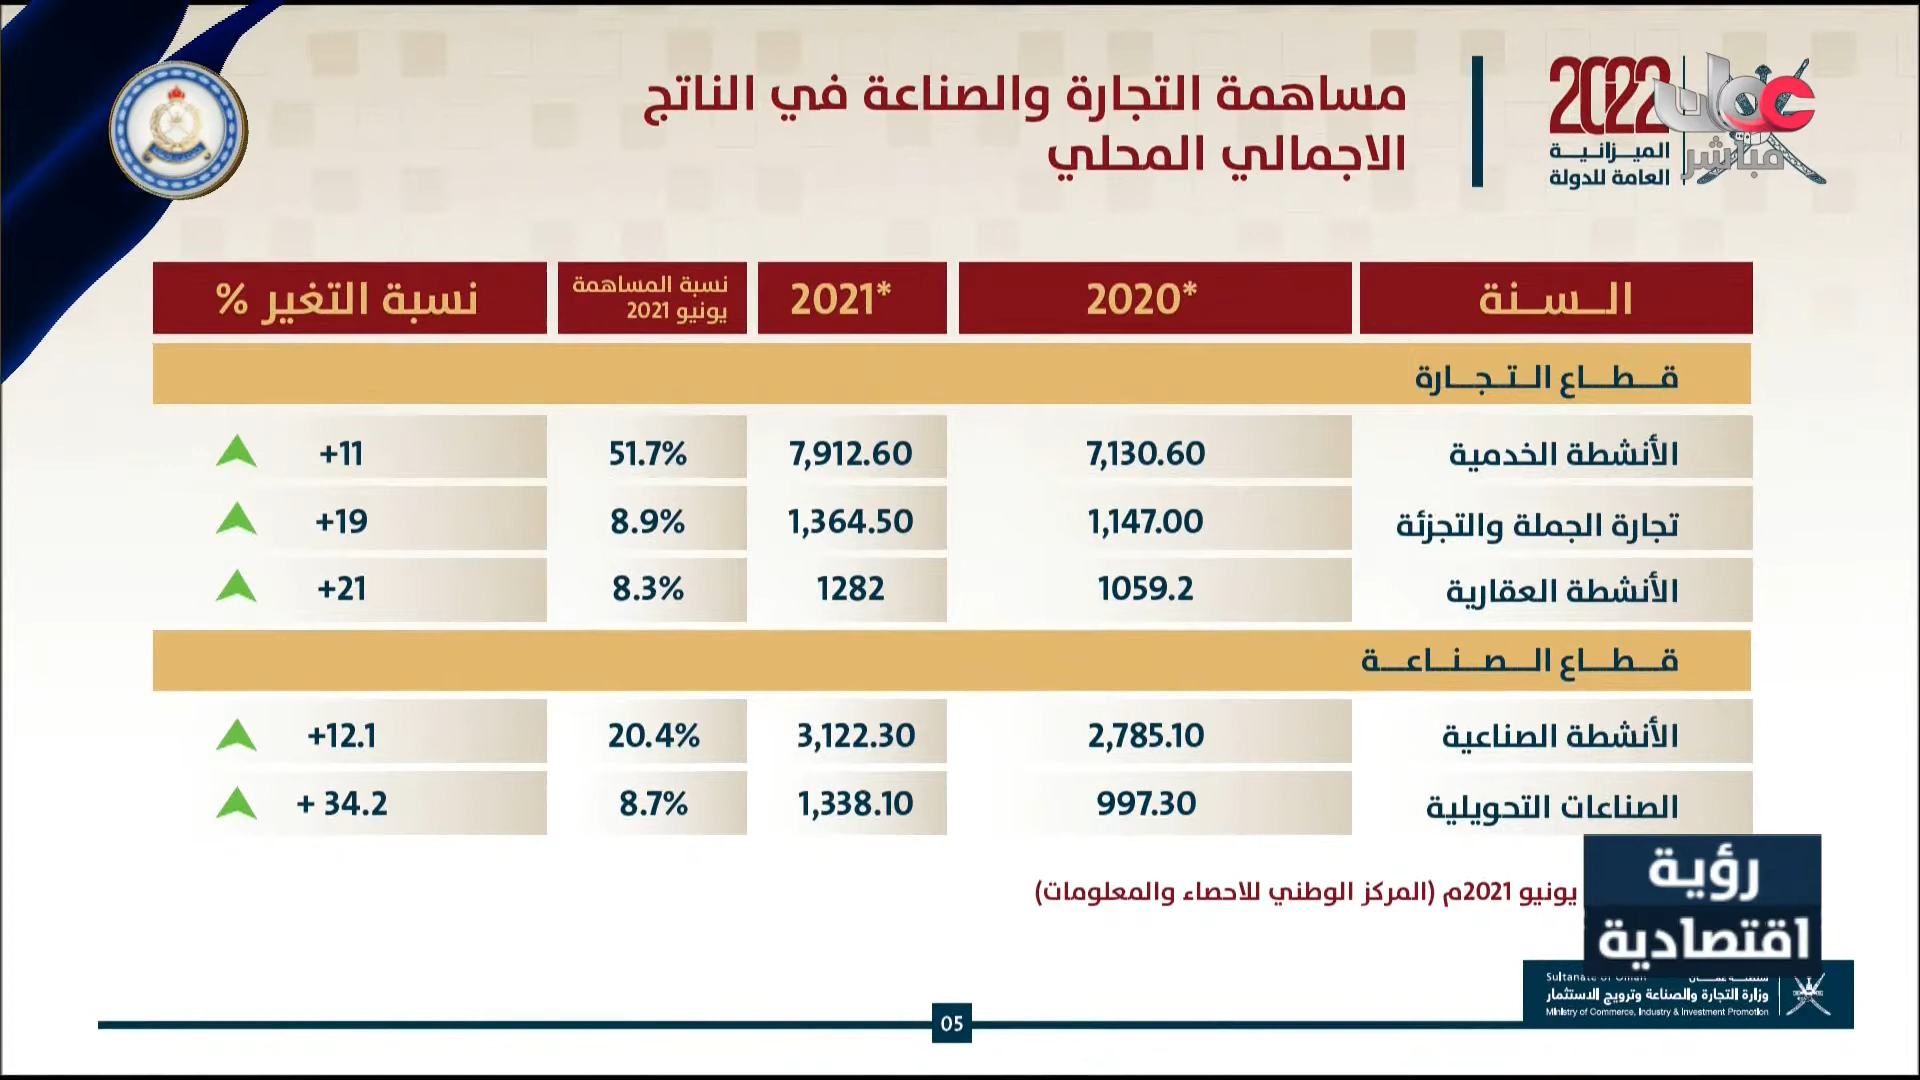 مساهمة التجارة والصناعة في الناتج
الاجمالي المحلي
2022
الميزانية
العامة للدولة
مباشر
السنة
2020*
2021*
نسبة المساهمة
يونيو 2021
نسبة التغير %
قطاع التجارة
الأنشطة الخدمية 7,130.60 7,912.60 51.7% +11
تجارة الجملة والتجزئة 1,147.00 1,364.50 8.9% +19
الأنشطة العقارية 1059.2 1282 8.3% +21
قطاع الصناعة
الأنشطة الصناعية 2,785.10 3,122.30 20.4% +12.1
الصناعات التحويلية 997.30 1,338.10 8.7% + 34.2
يونيو 2021م (المركز الوطني للاحصاء والمعلومات)
رؤية
اقتصادية
Sultanate of Oman
وزارة التجارة والصناعة وترويج الاستثمار
Ministry of Commerce, Industry & Investment Promotion
05